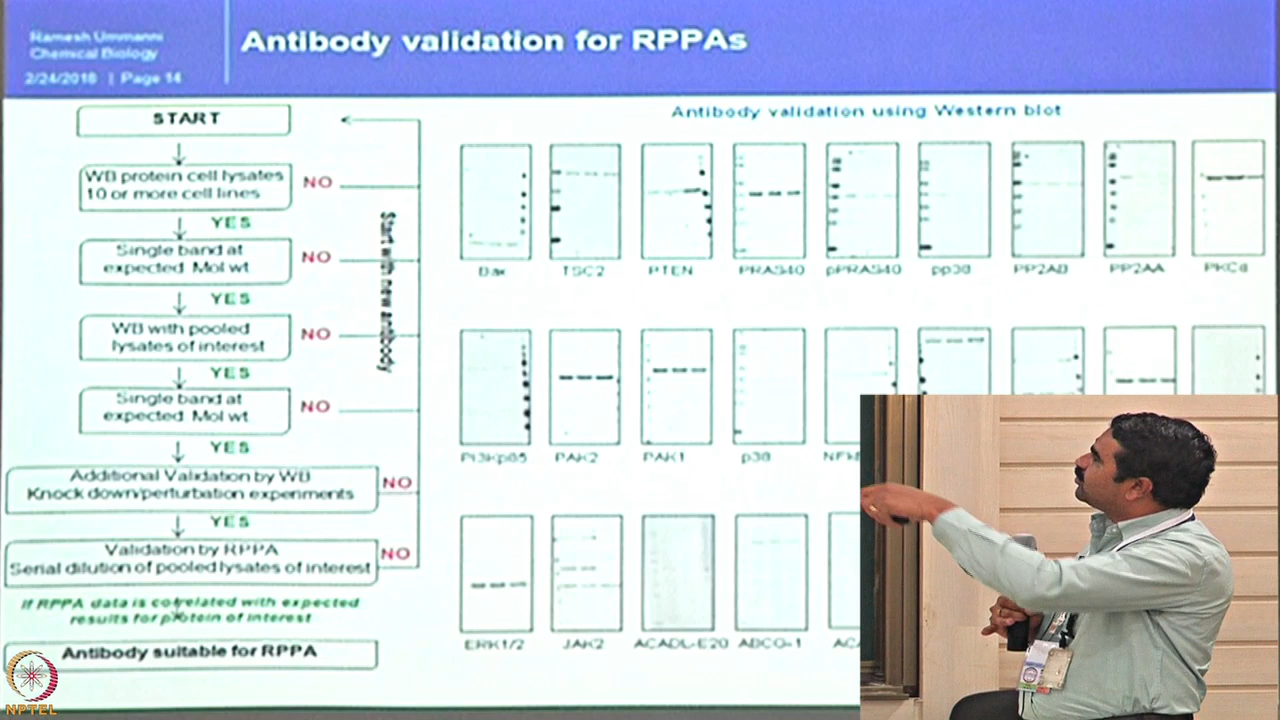 Ramesh Ummanni
Chemical Biology
2/24/2018 | Page 14
Antibody validation for RPPAs
START
WB protein cell lysates
10 or more cell lines
NO
YES
Single band at
expected Mol wt
NO
YES
WB with pooled
lysates of interest
NO
YES
Single band at
expected Mol wt
NO
YES
Additional Validation by WB
Knock down/perturbation experiments
NO
YES
Validation by RPPA
Serial dilution of pooled lysates of interest
NO
If RPPA data is correlated with expected
results for protein of interest
Antibody suitable for RPPA
Start with new antibody
Antibody validation using Western blot
Bax TSC2 PTEN PRAS40 pPRAS40 pp38 PP2AB PP2AA PKCd
PI3Kp85 PAK2 PAK1 p38
ERK1/2 JAK2 ACADL-E20 ABCG-1 ACA
NPTEL